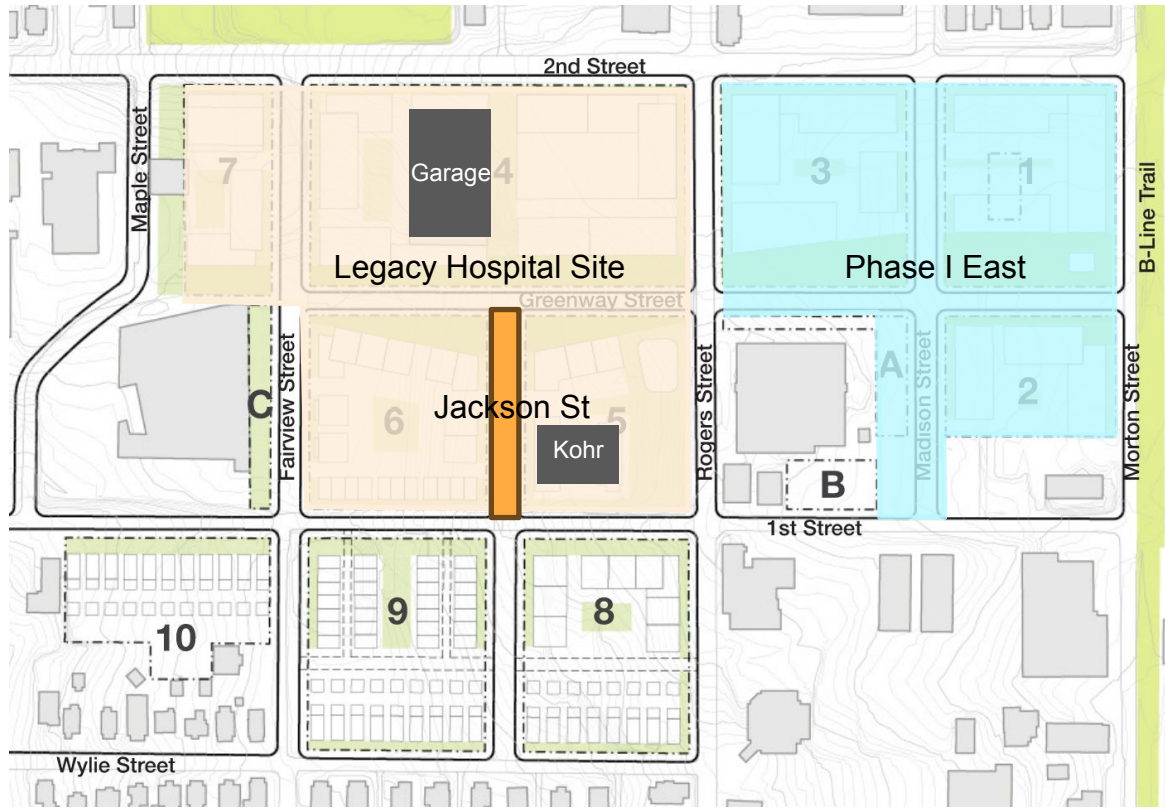 2nd Street
Maple Street
7
Garage
4
3
1
B-Line Trail
Legacy Hospital Site
Phase I East
Greenway Street
C
Fairview Street
6
Jackson St
5
Kohr
Rogers Street
A
Madison Street
2
Morton Street
B
1st Street
10
9
8
Wylie Street